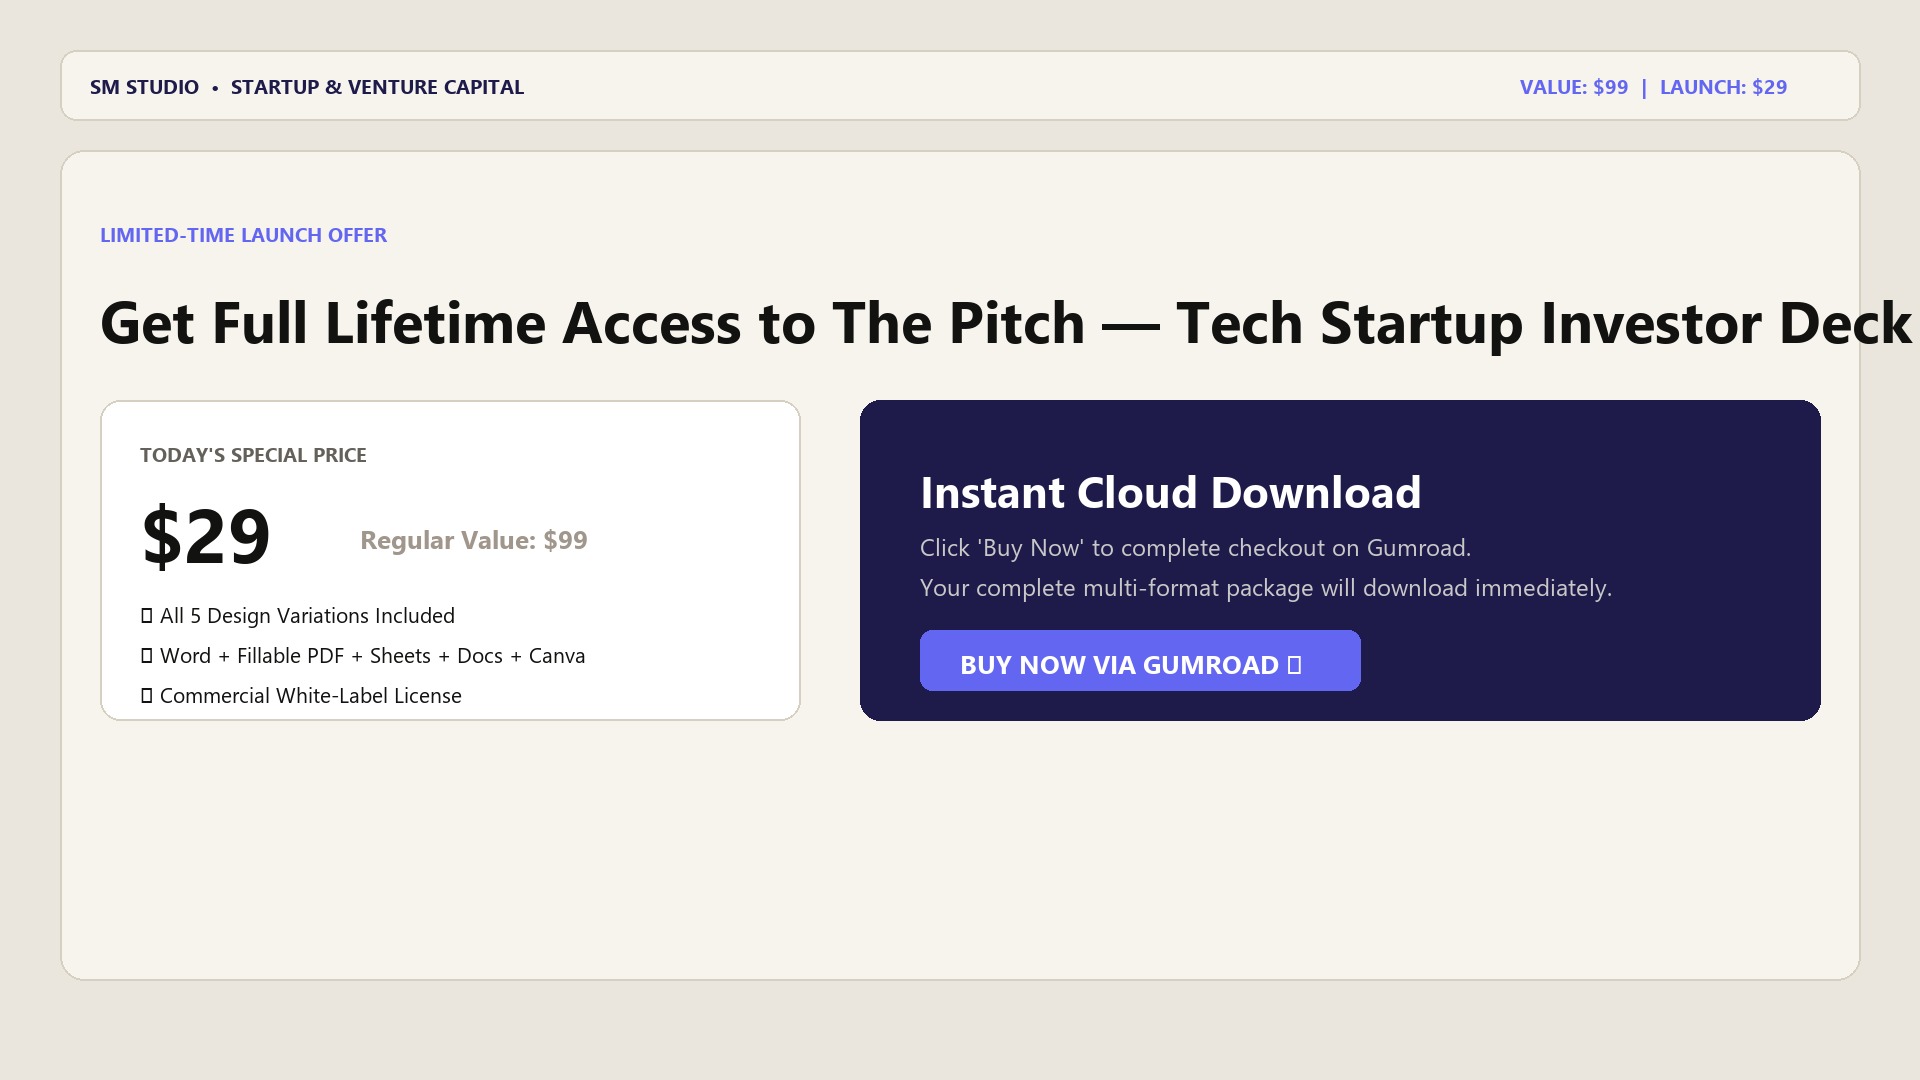 SM STUDIO • STARTUP & VENTURE CAPITAL
VALUE: $99 | LAUNCH: $29
LIMITED-TIME LAUNCH OFFER
Get Full Lifetime Access to The Pitch — Tech Startup Investor Deck
TODAY'S SPECIAL PRICE
$29 Regular Value: $99
All 5 Design Variations Included
Word + Fillable PDF + Sheets + Docs + Canva
Commercial White-Label License
Instant Cloud Download
Click 'Buy Now' to complete checkout on Gumroad.
Your complete multi-format package will download immediately.
BUY NOW VIA GUMROAD